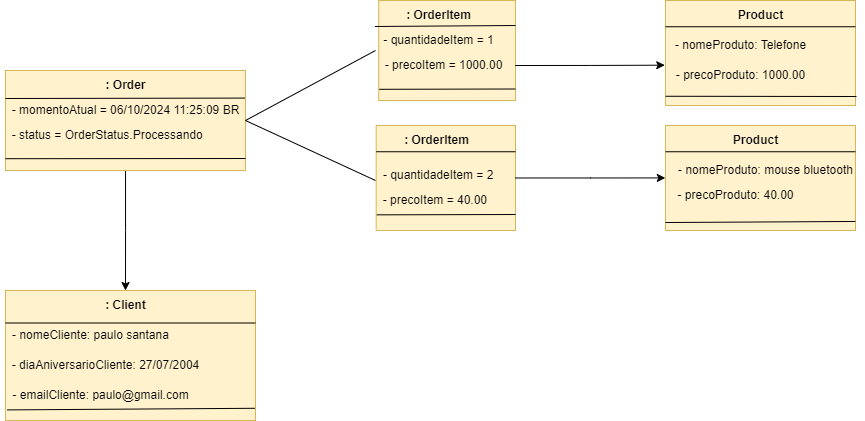 : OrderItem
- quantidadeItem = 1
- precoItem = 1000.00
Product
- nomeProduto: Telefone
- precoProduto: 1000.00
: Order
- momentoAtual = 06/10/2024 11:25:09 BR
- status = OrderStatus.Processando
: OrderItem
- quantidadeItem = 2
- precoItem = 40.00
Product
- nomeProduto: mouse bluetooth
- precoProduto: 40.00
: Client
- nomeCliente: paulo santana
- diaAniversarioCliente: 27/07/2004
- emailCliente: paulo@gmail.com